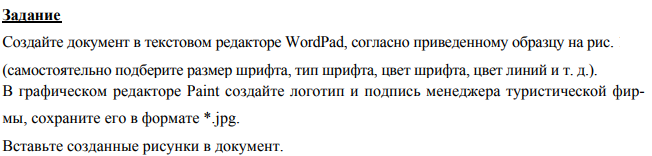 Задание
Создайте документ в текстовом редакторе WordPad, согласно приведенному образцу на рис.
(самостоятельно подберите размер шрифта, тип шрифта, цвет шрифта, цвет линий и т. д.).
В графическом редакторе Paint создайте логотип и подпись менеджера туристической фир-
мы, сохраните его в формате *.jpg.
Вставьте созданные рисунки в документ.